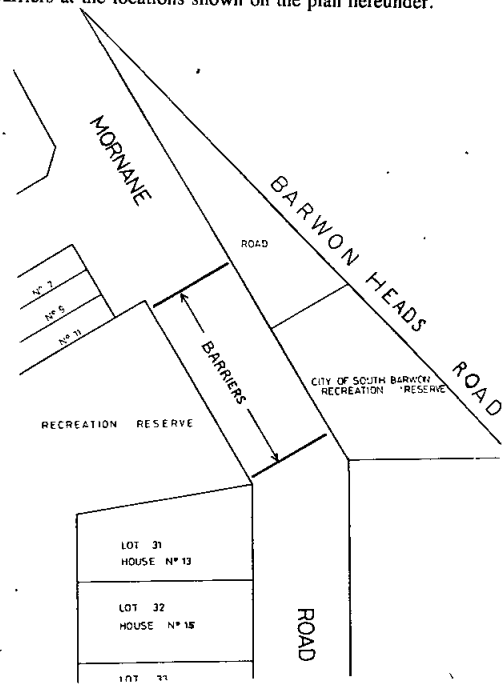 barriers at the locations shown on the plan hereunder.
MORNANE
BARWON HEADS ROAD
ROAD
Nº 7
Nº 9
Nº 11
BARRIERS
CITY OF SOUTH BARWON
RECREATION RESERVE
RECREATION RESERVE
LOT 31
HOUSE Nº 13
LOT 32
HOUSE Nº 15
ROAD
LOT 33